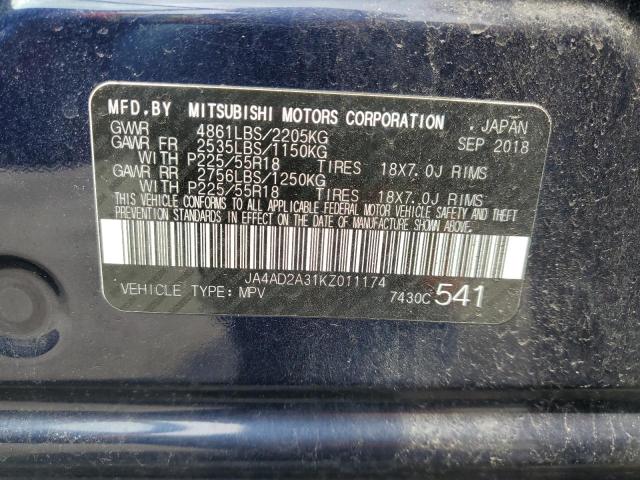 MFD.BY MITSUBISHI MOTORS CORPORATION , JAPAN
GVWR 4861LBS/2205KG SEP 2018
GAWR FR 2535LBS/1150KG
WITH P225/55R18 TIRES 18X7.0J RIMS
GAWR RR 2756LBS/1250KG
WITH P225/55R18 TIRES 18X7.0J RIMS
THIS VEHICLE CONFORMS TO ALL APPLICABLE FEDERAL MOTOR VEHICLE SAFETY AND THEFT
PREVENTION STANDARDS IN EFFECT ON THE DATE OF MANUFACTURE SHOWN ABOVE.
JA4AD2A31KZ011174
VEHICLE TYPE: MPV 7430C 541